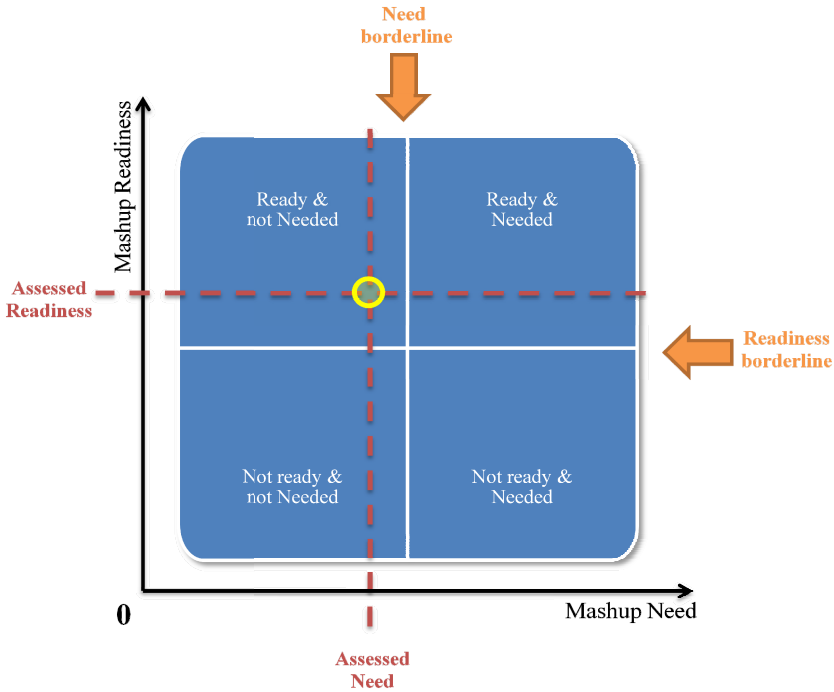 Need
borderline
Mashup Readiness
Ready &
not Needed
Ready &
Needed
Assessed
Readiness
Readiness
borderline
Not ready &
not Needed
Not ready &
Needed
0
Mashup Need
Assessed
Need